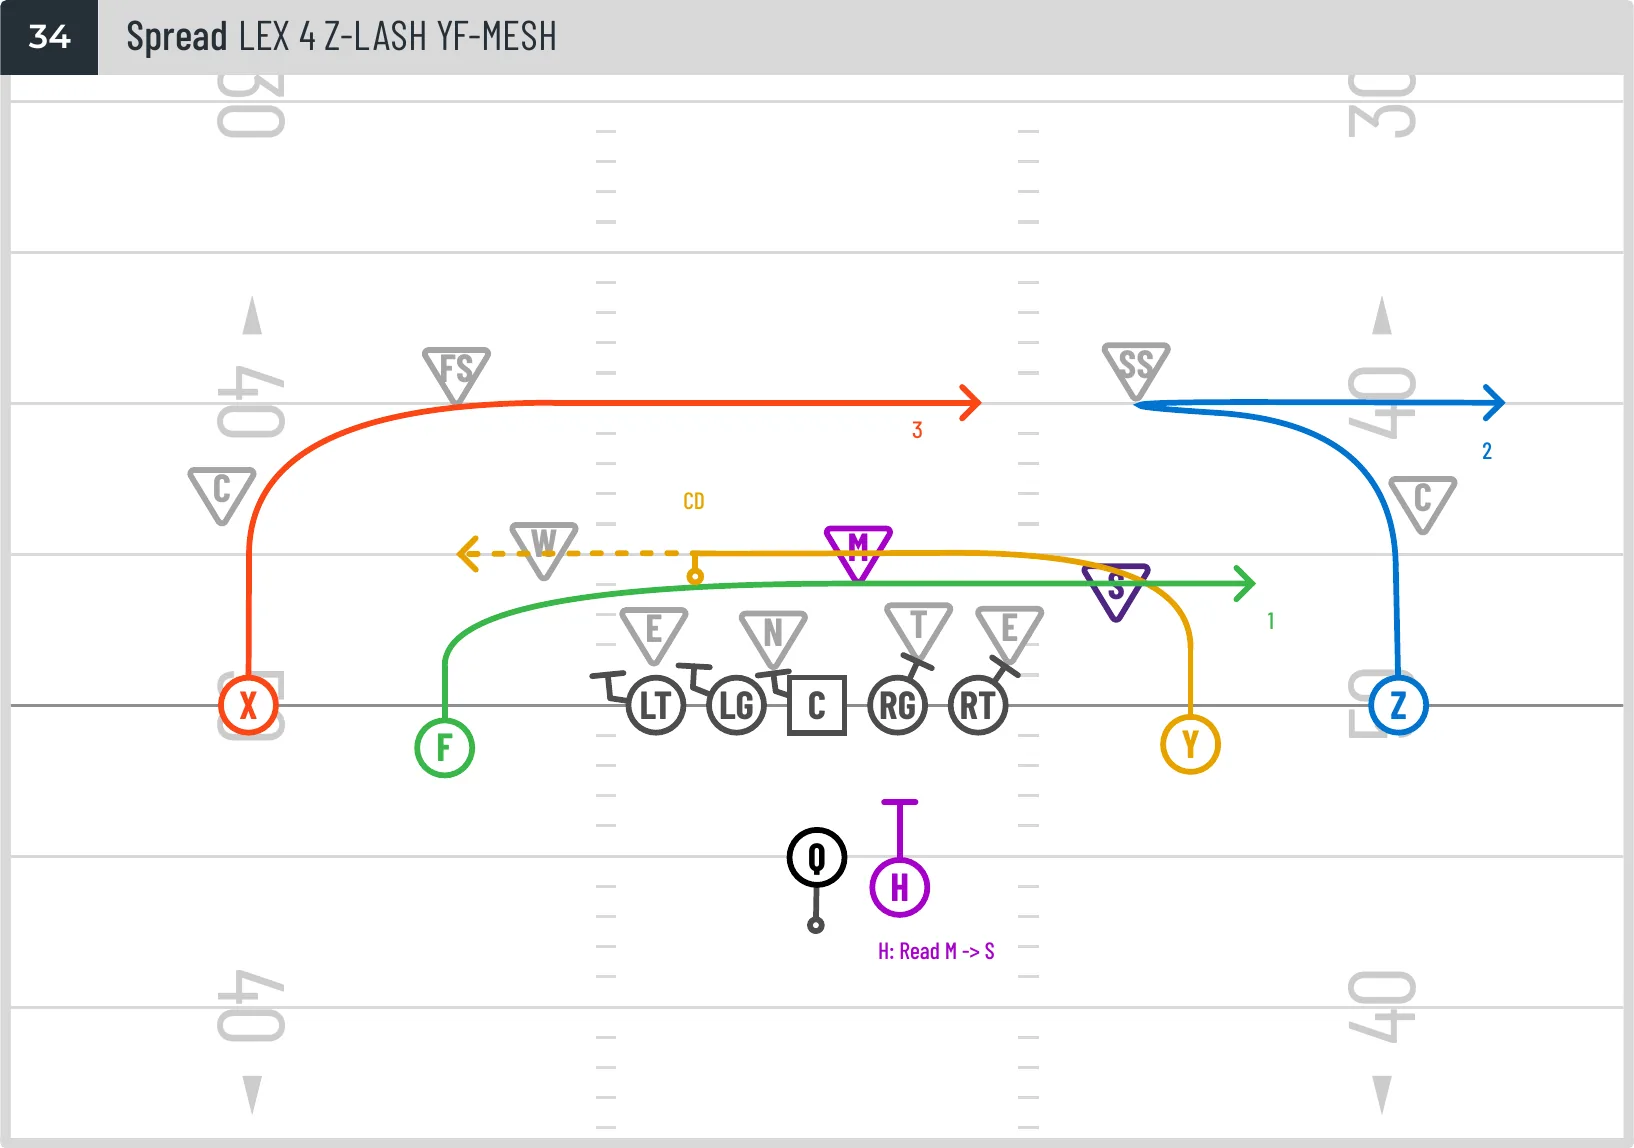 34 Spread LEX 4 Z-LASH YF-MESH
30 30
FS SS
40 40
3 2
C C
CD
W M S
1
E N T E
50 50
X LT LG C RG RT Z
F Y
Q H
H: Read M -> S
40 40